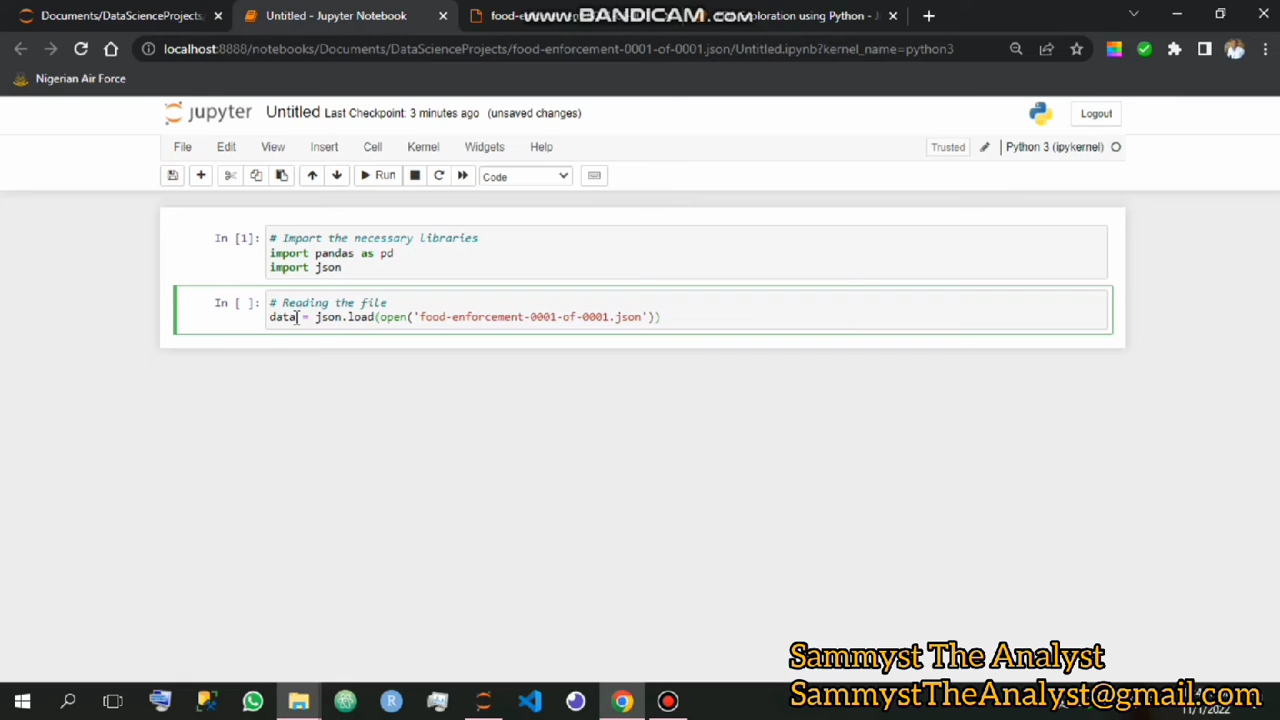 Documents/DataScienceProjects
Untitled - Jupyter Notebook
food-e
www.BANDICAM.com
ploration using Python - J
localhost:8888/notebooks/Documents/DataScienceProjects/food-enforcement-0001-of-0001.json/Untitled.ipynb?kernel_name=python3
Nigerian Air Force
jupyter Untitled Last Checkpoint: 3 minutes ago (unsaved changes)
Logout
File Edit View Insert Cell Kernel Widgets Help
Trusted
Python 3 (ipykernel)
Run
Code
In [1]:
# Import the necessary libraries
import pandas as pd
import json
In [ ]:
# Reading the file
data = json.load(open('food-enforcement-0001-of-0001.json'))
Sammyst The Analyst
SammystTheAnalyst@gmail.com